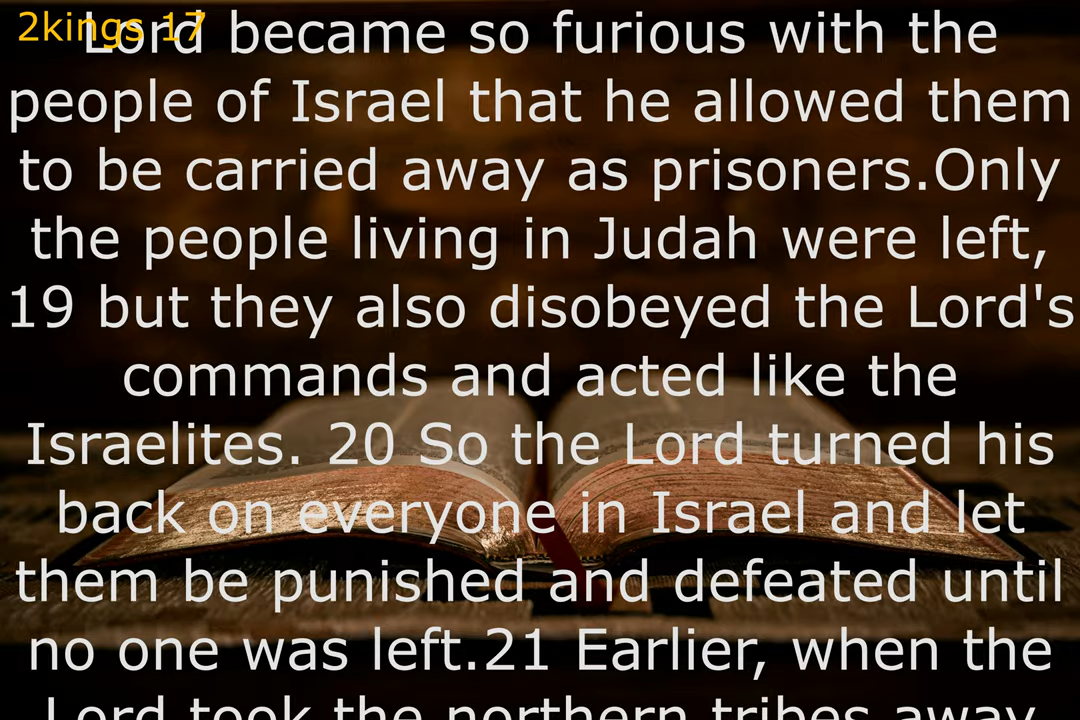 2kings 17
Lord became so furious with the
people of Israel that he allowed them
to be carried away as prisoners.Only
the people living in Judah were left,
19 but they also disobeyed the Lord's
commands and acted like the
Israelites. 20 So the Lord turned his
back on everyone in Israel and let
them be punished and defeated until
no one was left.21 Earlier, when the
Lord took the northern tribes away